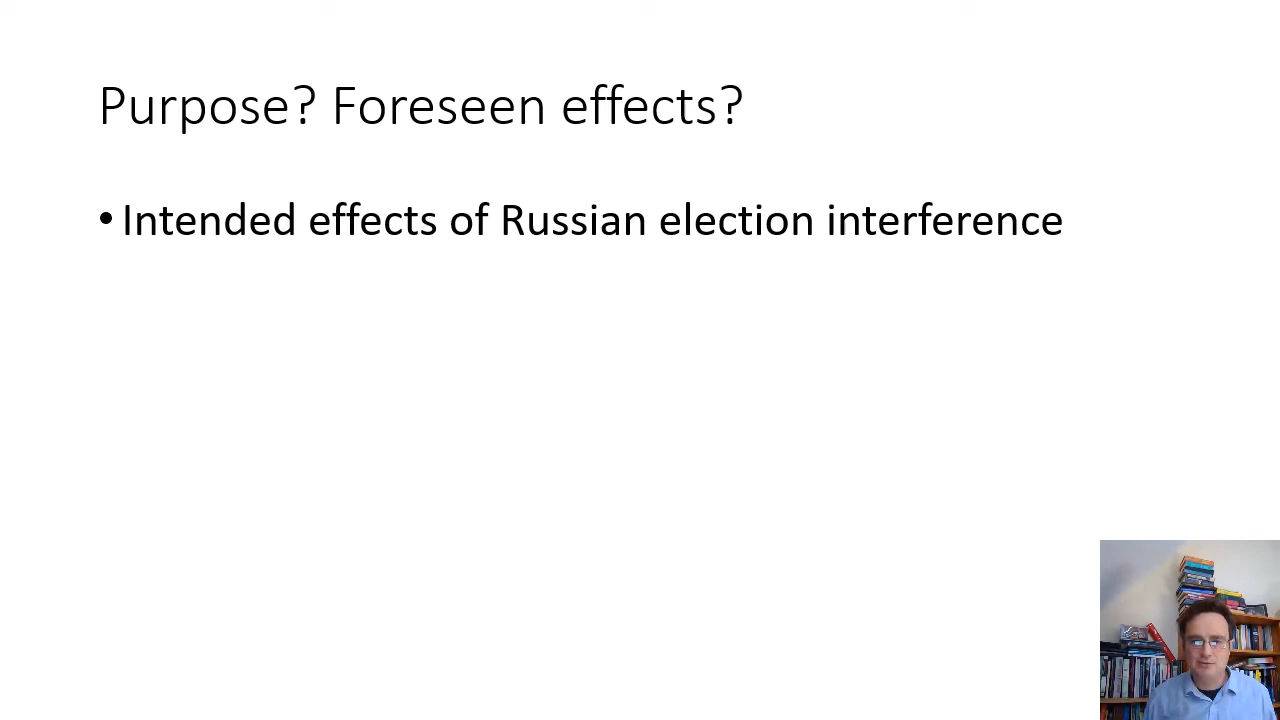 Purpose? Foreseen effects?
• Intended effects of Russian election interference